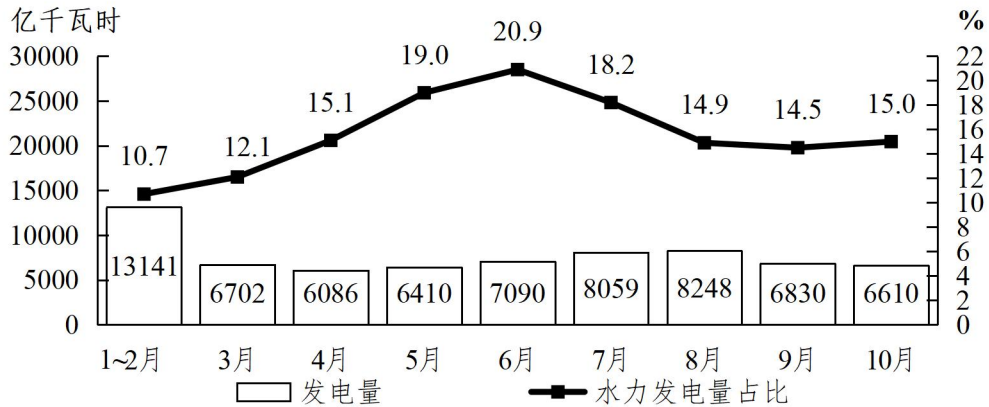 亿千瓦时 %
30000 25000 20000 15000 10000 5000 0
10.7 12.1 15.1 19.0 20.9 18.2 14.9 14.5 15.0
13141 6702 6086 6410 7090 8059 8248 6830 6610
22 20 18 16 14 12 10 8 6 4 2 0
1~2月 3月 4月 5月 6月 7月 8月 9月 10月
发电量 水力发电量占比